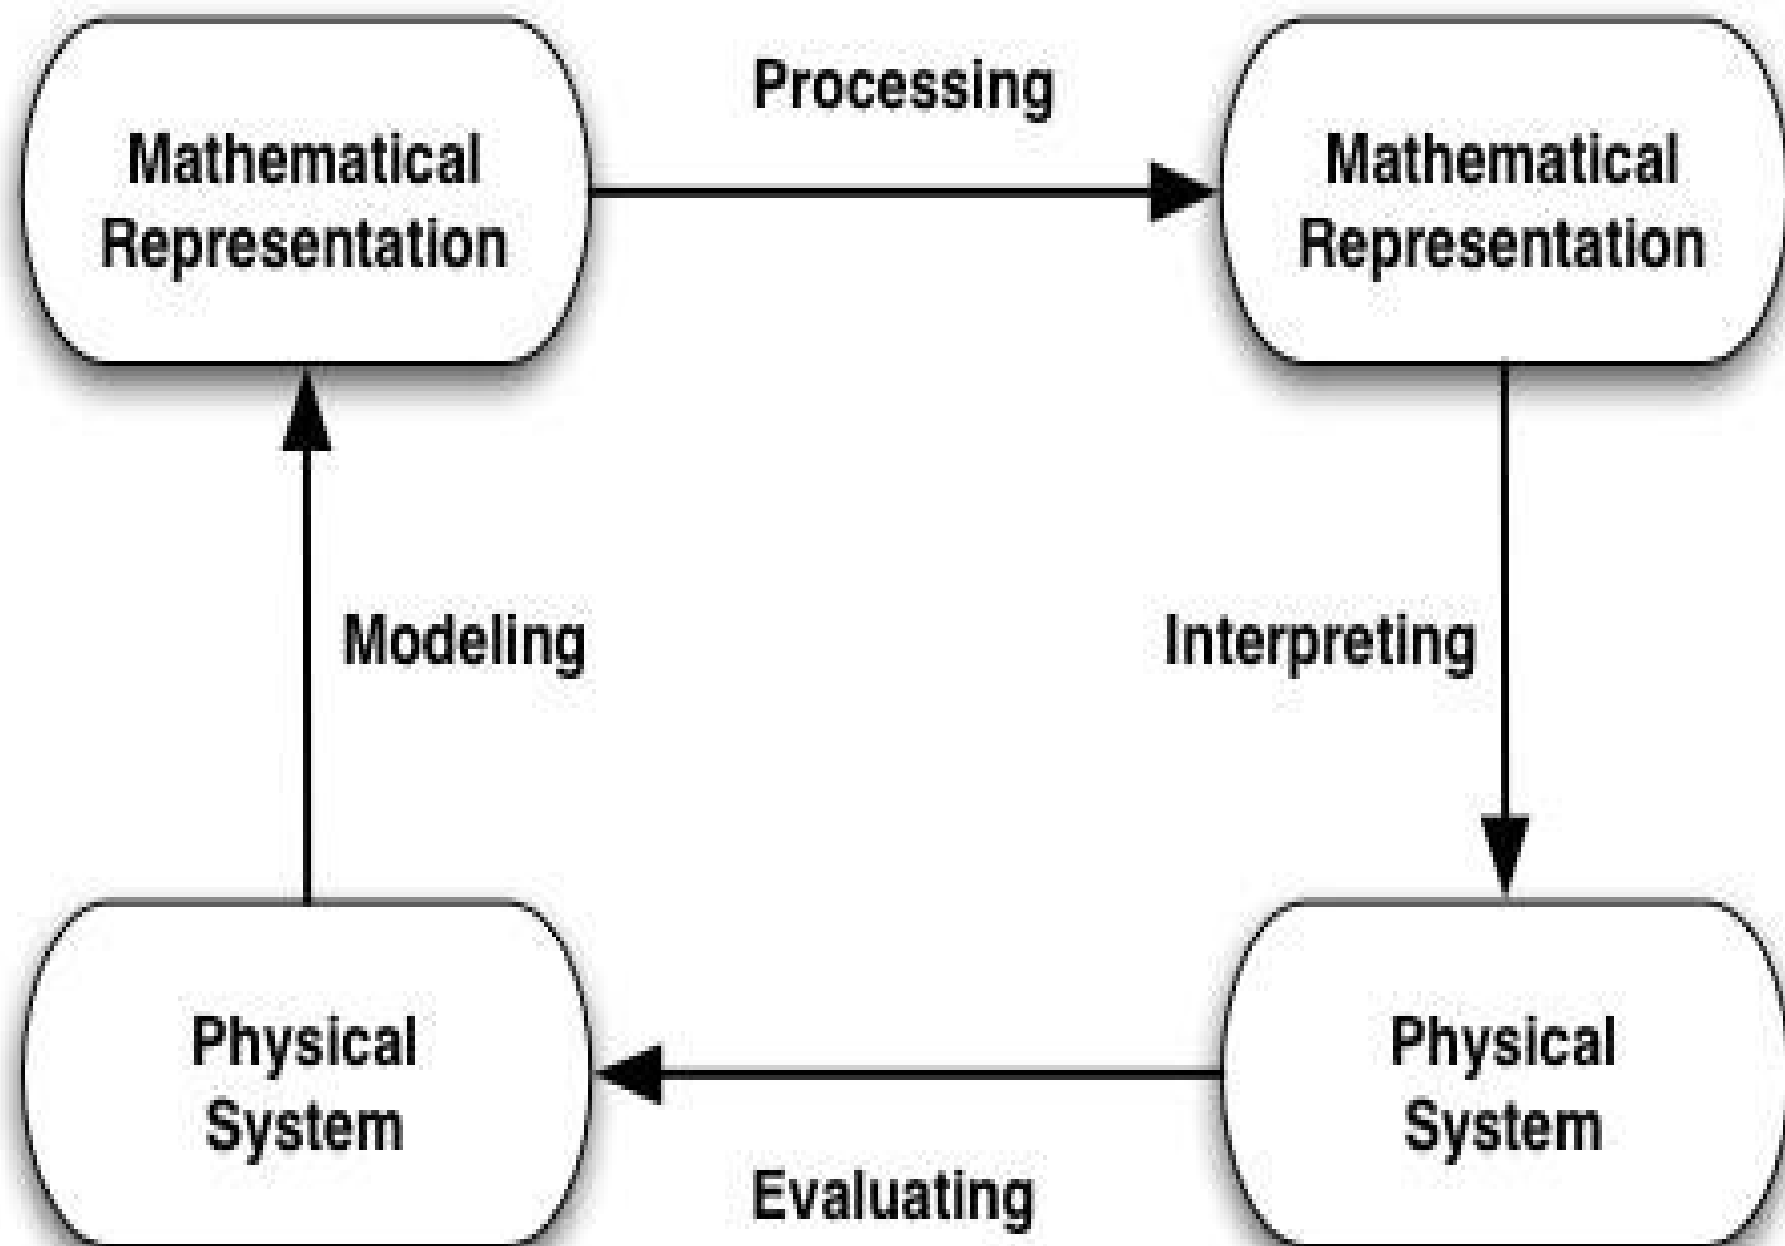 Processing
Mathematical
Representation
Mathematical
Representation
Modeling
Interpreting
Physical
System
Physical
System
Evaluating